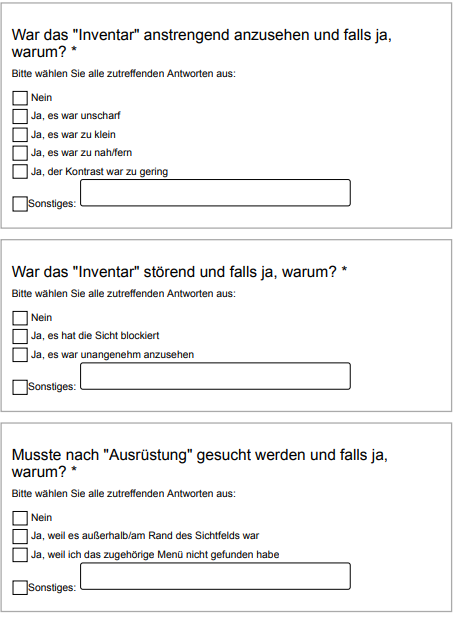 War das "Inventar" anstrengend anzusehen und falls ja,
warum? *
Bitte wählen Sie alle zutreffenden Antworten aus:
Nein
Ja, es war unscharf
Ja, es war zu klein
Ja, es war zu nah/fern
Ja, der Kontrast war zu gering
Sonstiges:
War das "Inventar" störend und falls ja, warum? *
Bitte wählen Sie alle zutreffenden Antworten aus:
Nein
Ja, es hat die Sicht blockiert
Ja, es war unangenehm anzusehen
Sonstiges:
Musste nach "Ausrüstung" gesucht werden und falls ja,
warum? *
Bitte wählen Sie alle zutreffenden Antworten aus:
Nein
Ja, weil es außerhalb/am Rand des Sichtfelds war
Ja, weil ich das zugehörige Menü nicht gefunden habe
Sonstiges: